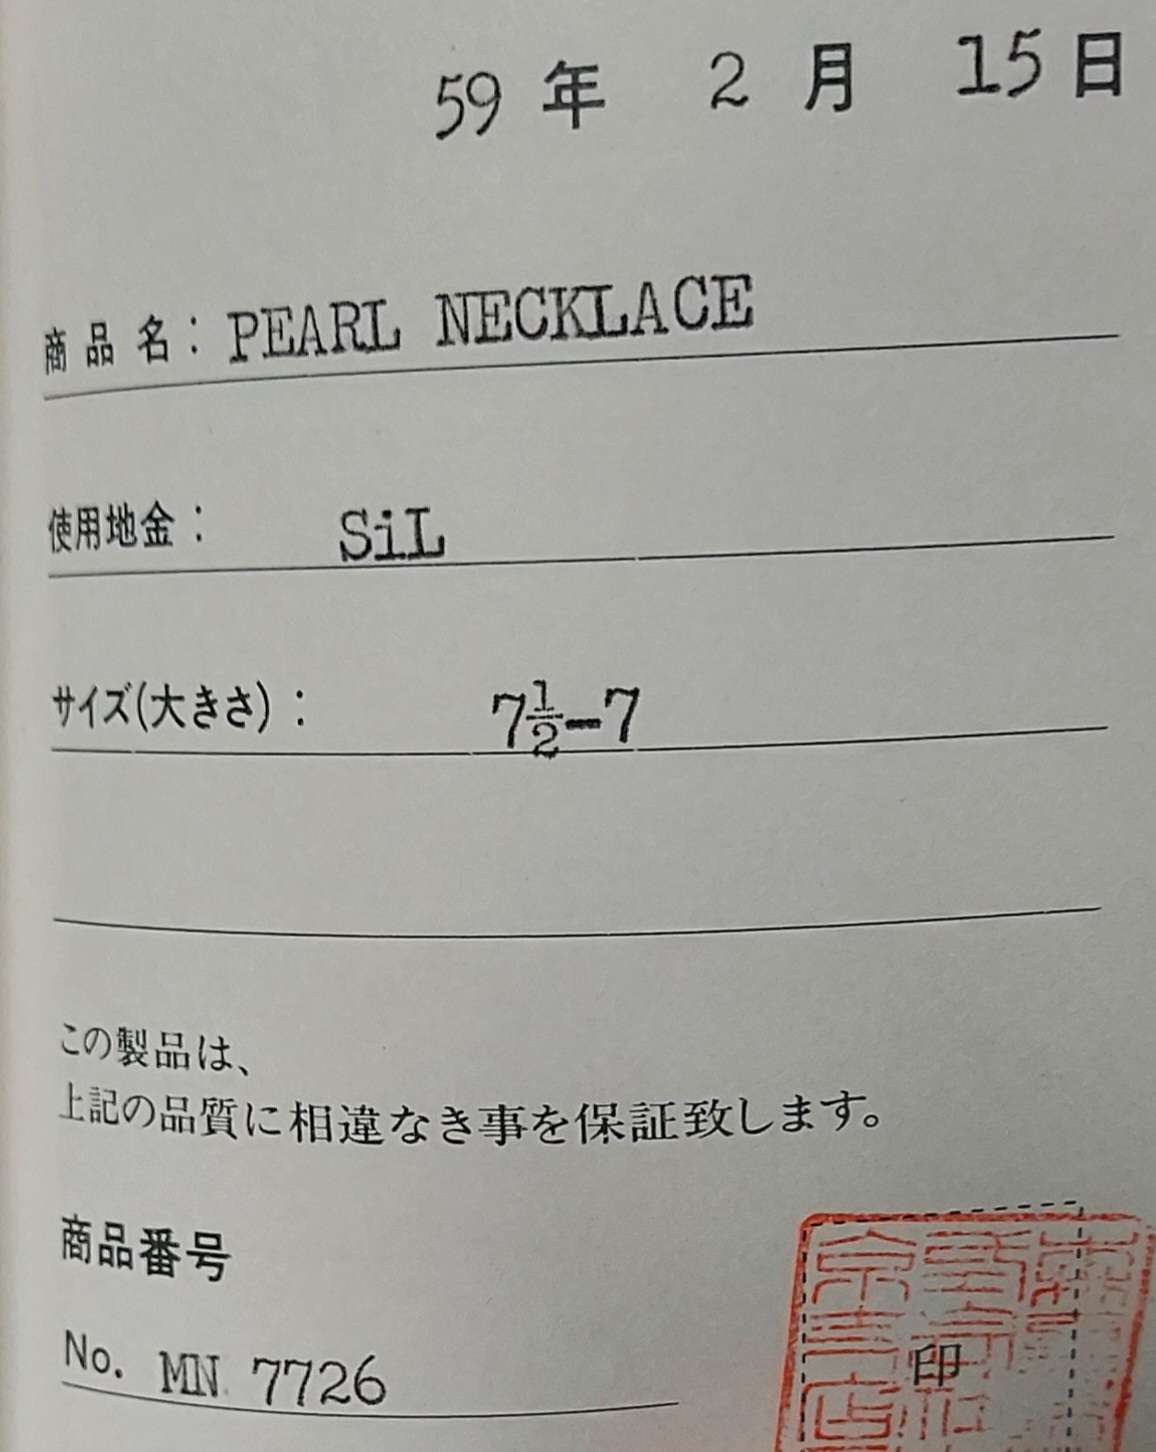 59年 2月 15日
商品名: PEARL NECKLACE
使用地金: SiL
サイズ(大きさ): 7½-7
この製品は、
上記の品質に相違なき事を保証致します。
商品番号
No. MN 7726
印